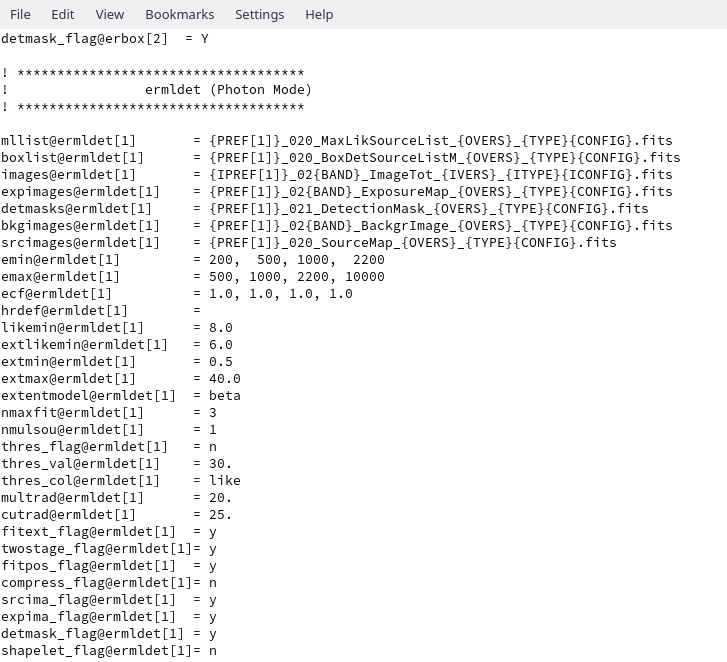 File Edit View Bookmarks Settings Help
detmask_flag@erbox[2]  = Y
! ************************************
!                 ermldet (Photon Mode)
! ************************************
mllist@ermldet[1]       = {PREF[1]}_020_MaxLikSourceList_{OVERS}_{TYPE}{CONFIG}.fits
boxlist@ermldet[1]      = {PREF[1]}_020_BoxDetSourceListM_{OVERS}_{TYPE}{CONFIG}.fits
images@ermldet[1]       = {IPREF[1]}_02{BAND}_ImageTot_{IVERS}_{ITYPE}{ICONFIG}.fits
expimages@ermldet[1]    = {PREF[1]}_02{BAND}_ExposureMap_{OVERS}_{TYPE}{CONFIG}.fits
detmasks@ermldet[1]     = {PREF[1]}_021_DetectionMask_{OVERS}_{TYPE}{CONFIG}.fits
bkgimages@ermldet[1]    = {PREF[1]}_02{BAND}_BackgrImage_{OVERS}_{TYPE}{CONFIG}.fits
srcimages@ermldet[1]    = {PREF[1]}_020_SourceMap_{OVERS}_{TYPE}{CONFIG}.fits
emin@ermldet[1]         = 200,  500, 1000,  2200
emax@ermldet[1]         = 500, 1000, 2200, 10000
ecf@ermldet[1]          = 1.0, 1.0, 1.0, 1.0
hrdef@ermldet[1]        =
likemin@ermldet[1]      = 8.0
extlikemin@ermldet[1]   = 6.0
extmin@ermldet[1]       = 0.5
extmax@ermldet[1]       = 40.0
extentmodel@ermldet[1]  = beta
nmaxfit@ermldet[1]      = 3
nmulsou@ermldet[1]      = 1
thres_flag@ermldet[1]   = n
thres_val@ermldet[1]    = 30.
thres_col@ermldet[1]    = like
multrad@ermldet[1]      = 20.
cutrad@ermldet[1]       = 25.
fitext_flag@ermldet[1]  = y
twostage_flag@ermldet[1]= y
fitpos_flag@ermldet[1]  = y
compress_flag@ermldet[1]= n
srcima_flag@ermldet[1]  = y
expima_flag@ermldet[1]  = y
detmask_flag@ermldet[1] = y
shapelet_flag@ermldet[1]= n